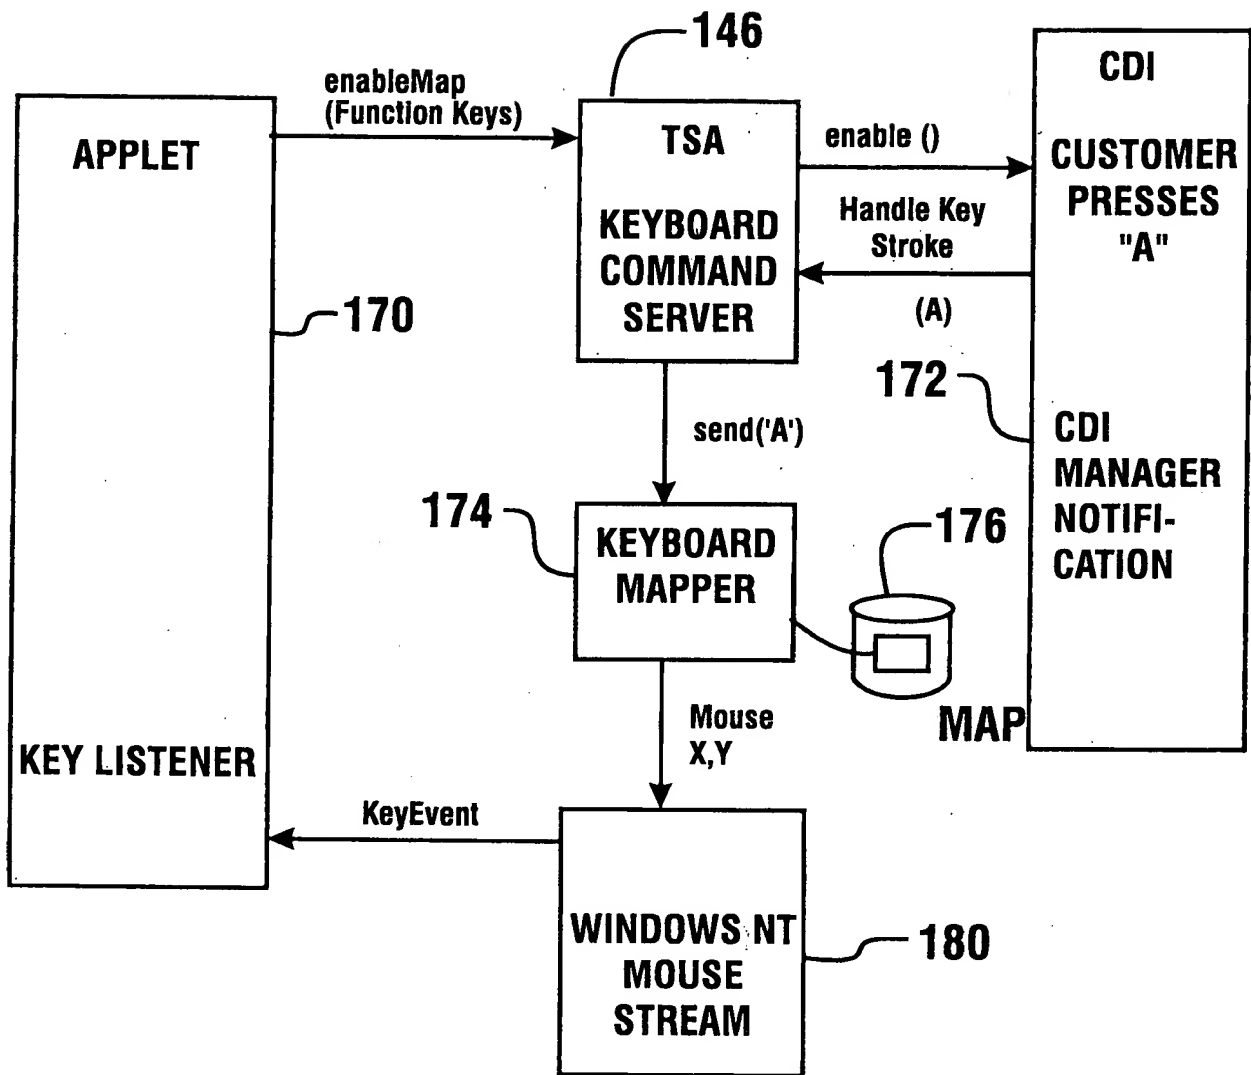 146
enableMap
(Function Keys)
APPLET
TSA
KEYBOARD
COMMAND
SERVER
enable ()
Handle Key
Stroke
(A)
CDI
CUSTOMER
PRESSES
"A"
170
172
CDI
MANAGER
NOTIFI-
CATION
send('A')
174
KEYBOARD
MAPPER
176
MAP
Mouse
X,Y
KEY LISTENER
KeyEvent
WINDOWS NT
MOUSE
STREAM
180